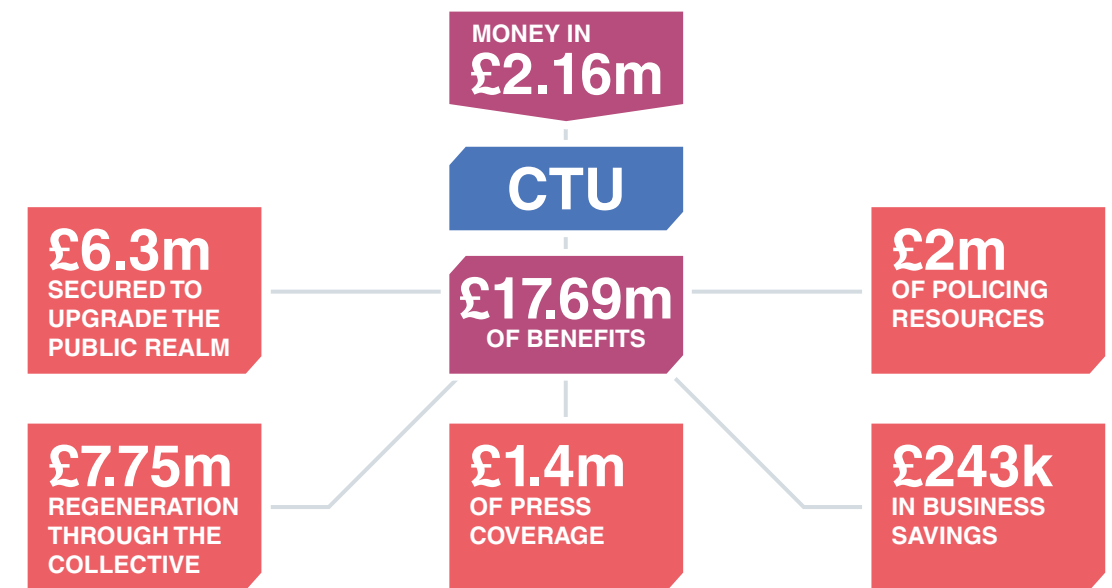 MONEY IN
£2.16m
CTU
£17.69m
OF BENEFITS
£6.3m
SECURED TO
UPGRADE THE
PUBLIC REALM
£2m
OF POLICING
RESOURCES
£7.75m
REGENERATION
THROUGH THE
COLLECTIVE
£1.4m
OF PRESS
COVERAGE
£243k
IN BUSINESS
SAVINGS